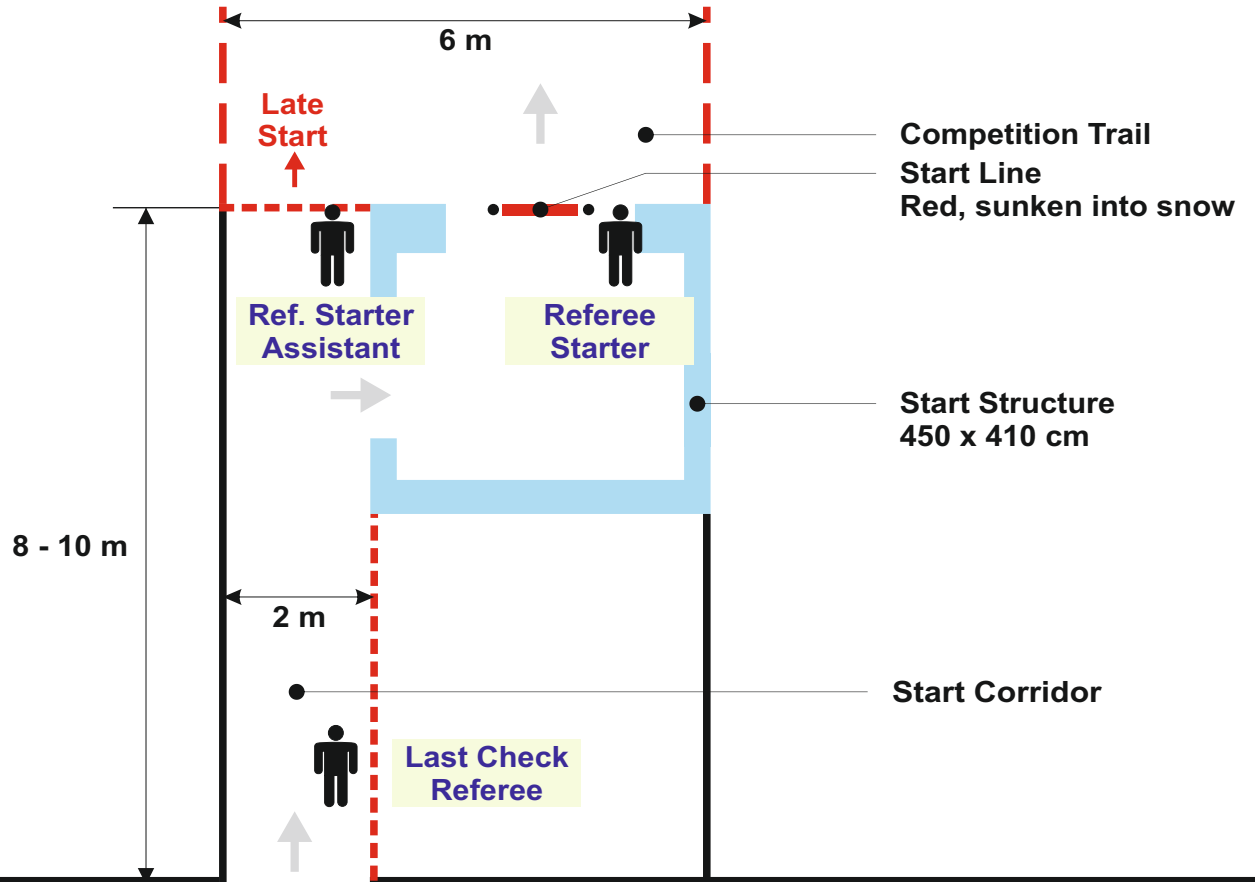 6 m
Late
Start
Competition Trail
Start Line
Red, sunken into snow
Ref. Starter
Assistant
Referee
Starter
Start Structure
450 x 410 cm
8 - 10 m
2 m
Start Corridor
Last Check
Referee